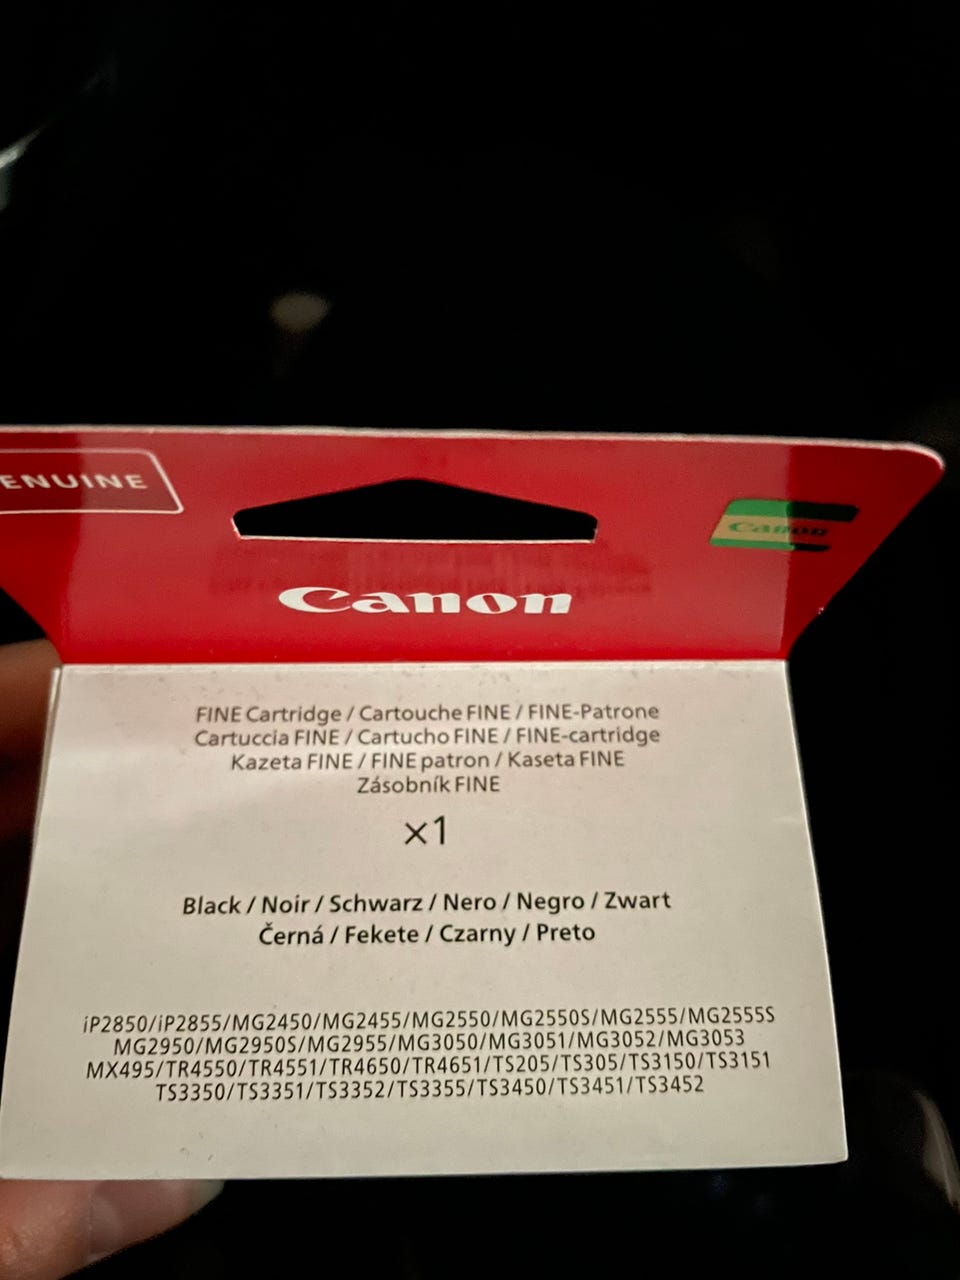 ENUINE
Canon
Canon
FINE Cartridge / Cartouche FINE / FINE-Patrone
Cartuccia FINE / Cartucho FINE / FINE-cartridge
Kazeta FINE / FINE patron / Kaseta FINE
Zásobník FINE
×1
Black / Noir / Schwarz / Nero / Negro / Zwart
Černá / Fekete / Czarny / Preto
iP2850/iP2855/MG2450/MG2455/MG2550/MG2550S/MG2555/MG2555S
MG2950/MG2950S/MG2955/MG3050/MG3051/MG3052/MG3053
MX495/TR4550/TR4551/TR4650/TR4651/TS205/TS305/TS3150/TS3151
TS3350/TS3351/TS3352/TS3355/TS3450/TS3451/TS3452